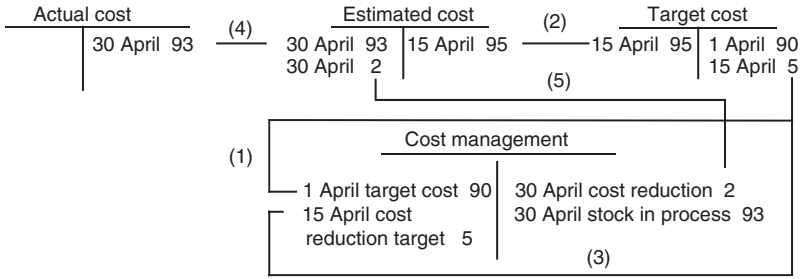 Actual cost
Estimated cost
Target cost
30 April 93
(4)
30 April 93
15 April 95
(2)
15 April 95
1 April 90
30 April 2
15 April 5
(5)
Cost management
(1)
1 April target cost 90
30 April cost reduction 2
15 April cost
30 April stock in process 93
reduction target 5
(3)